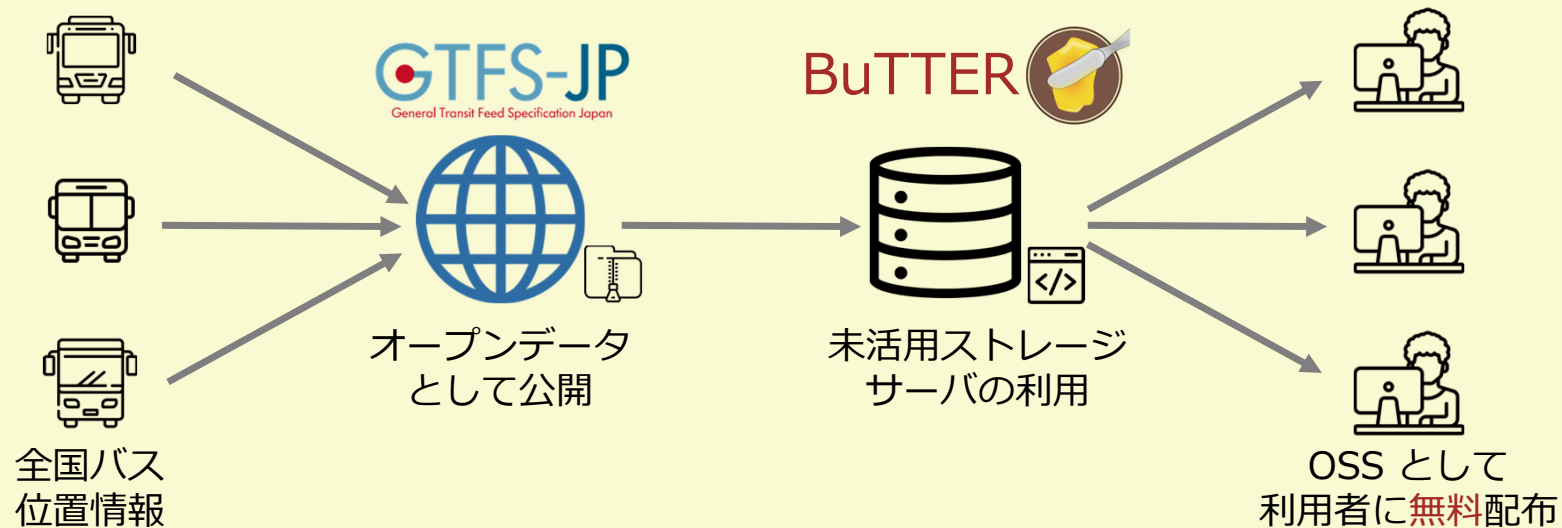 GTFS-JP
General Transit Feed Specification Japan
BuTTER
</>
オープンデータ
として公開
未活用ストレージ
サーバの利用
全国バス
位置情報
OSS として
利用者に無料配布